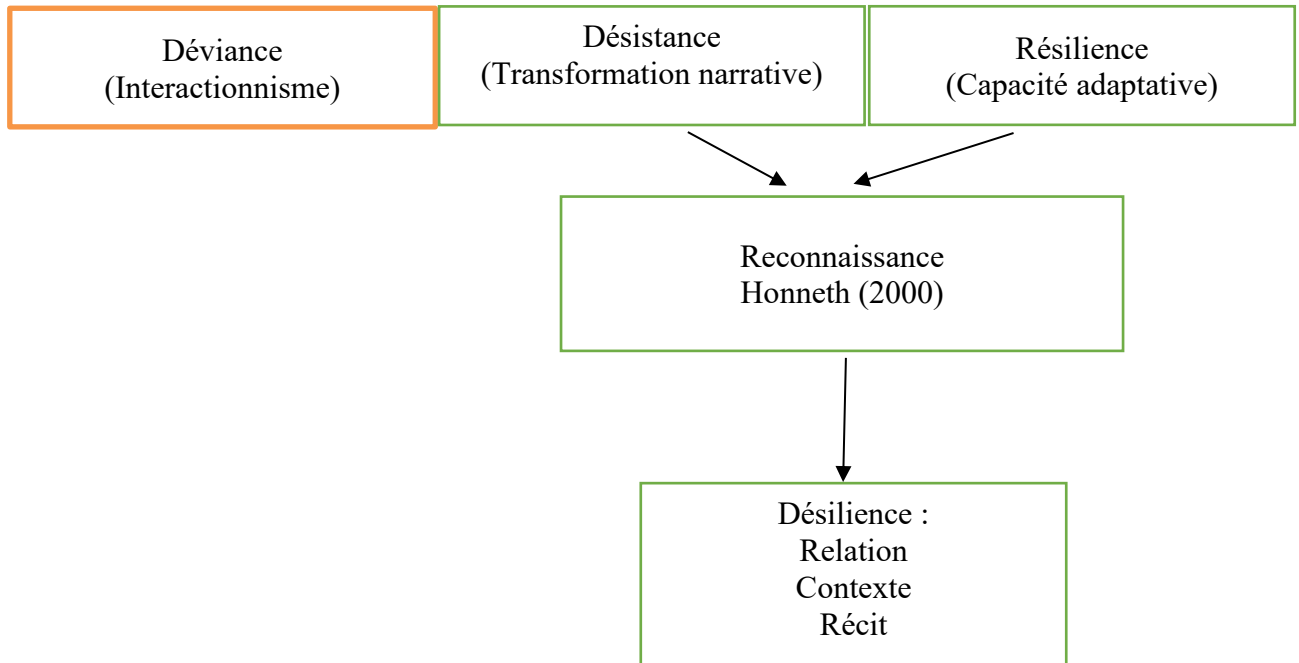 Déviance
(Interactionnisme)
Désistance
(Transformation narrative)
Résilience
(Capacité adaptative)
Reconnaissance
Honneth (2000)
Désilience :
Relation
Contexte
Récit